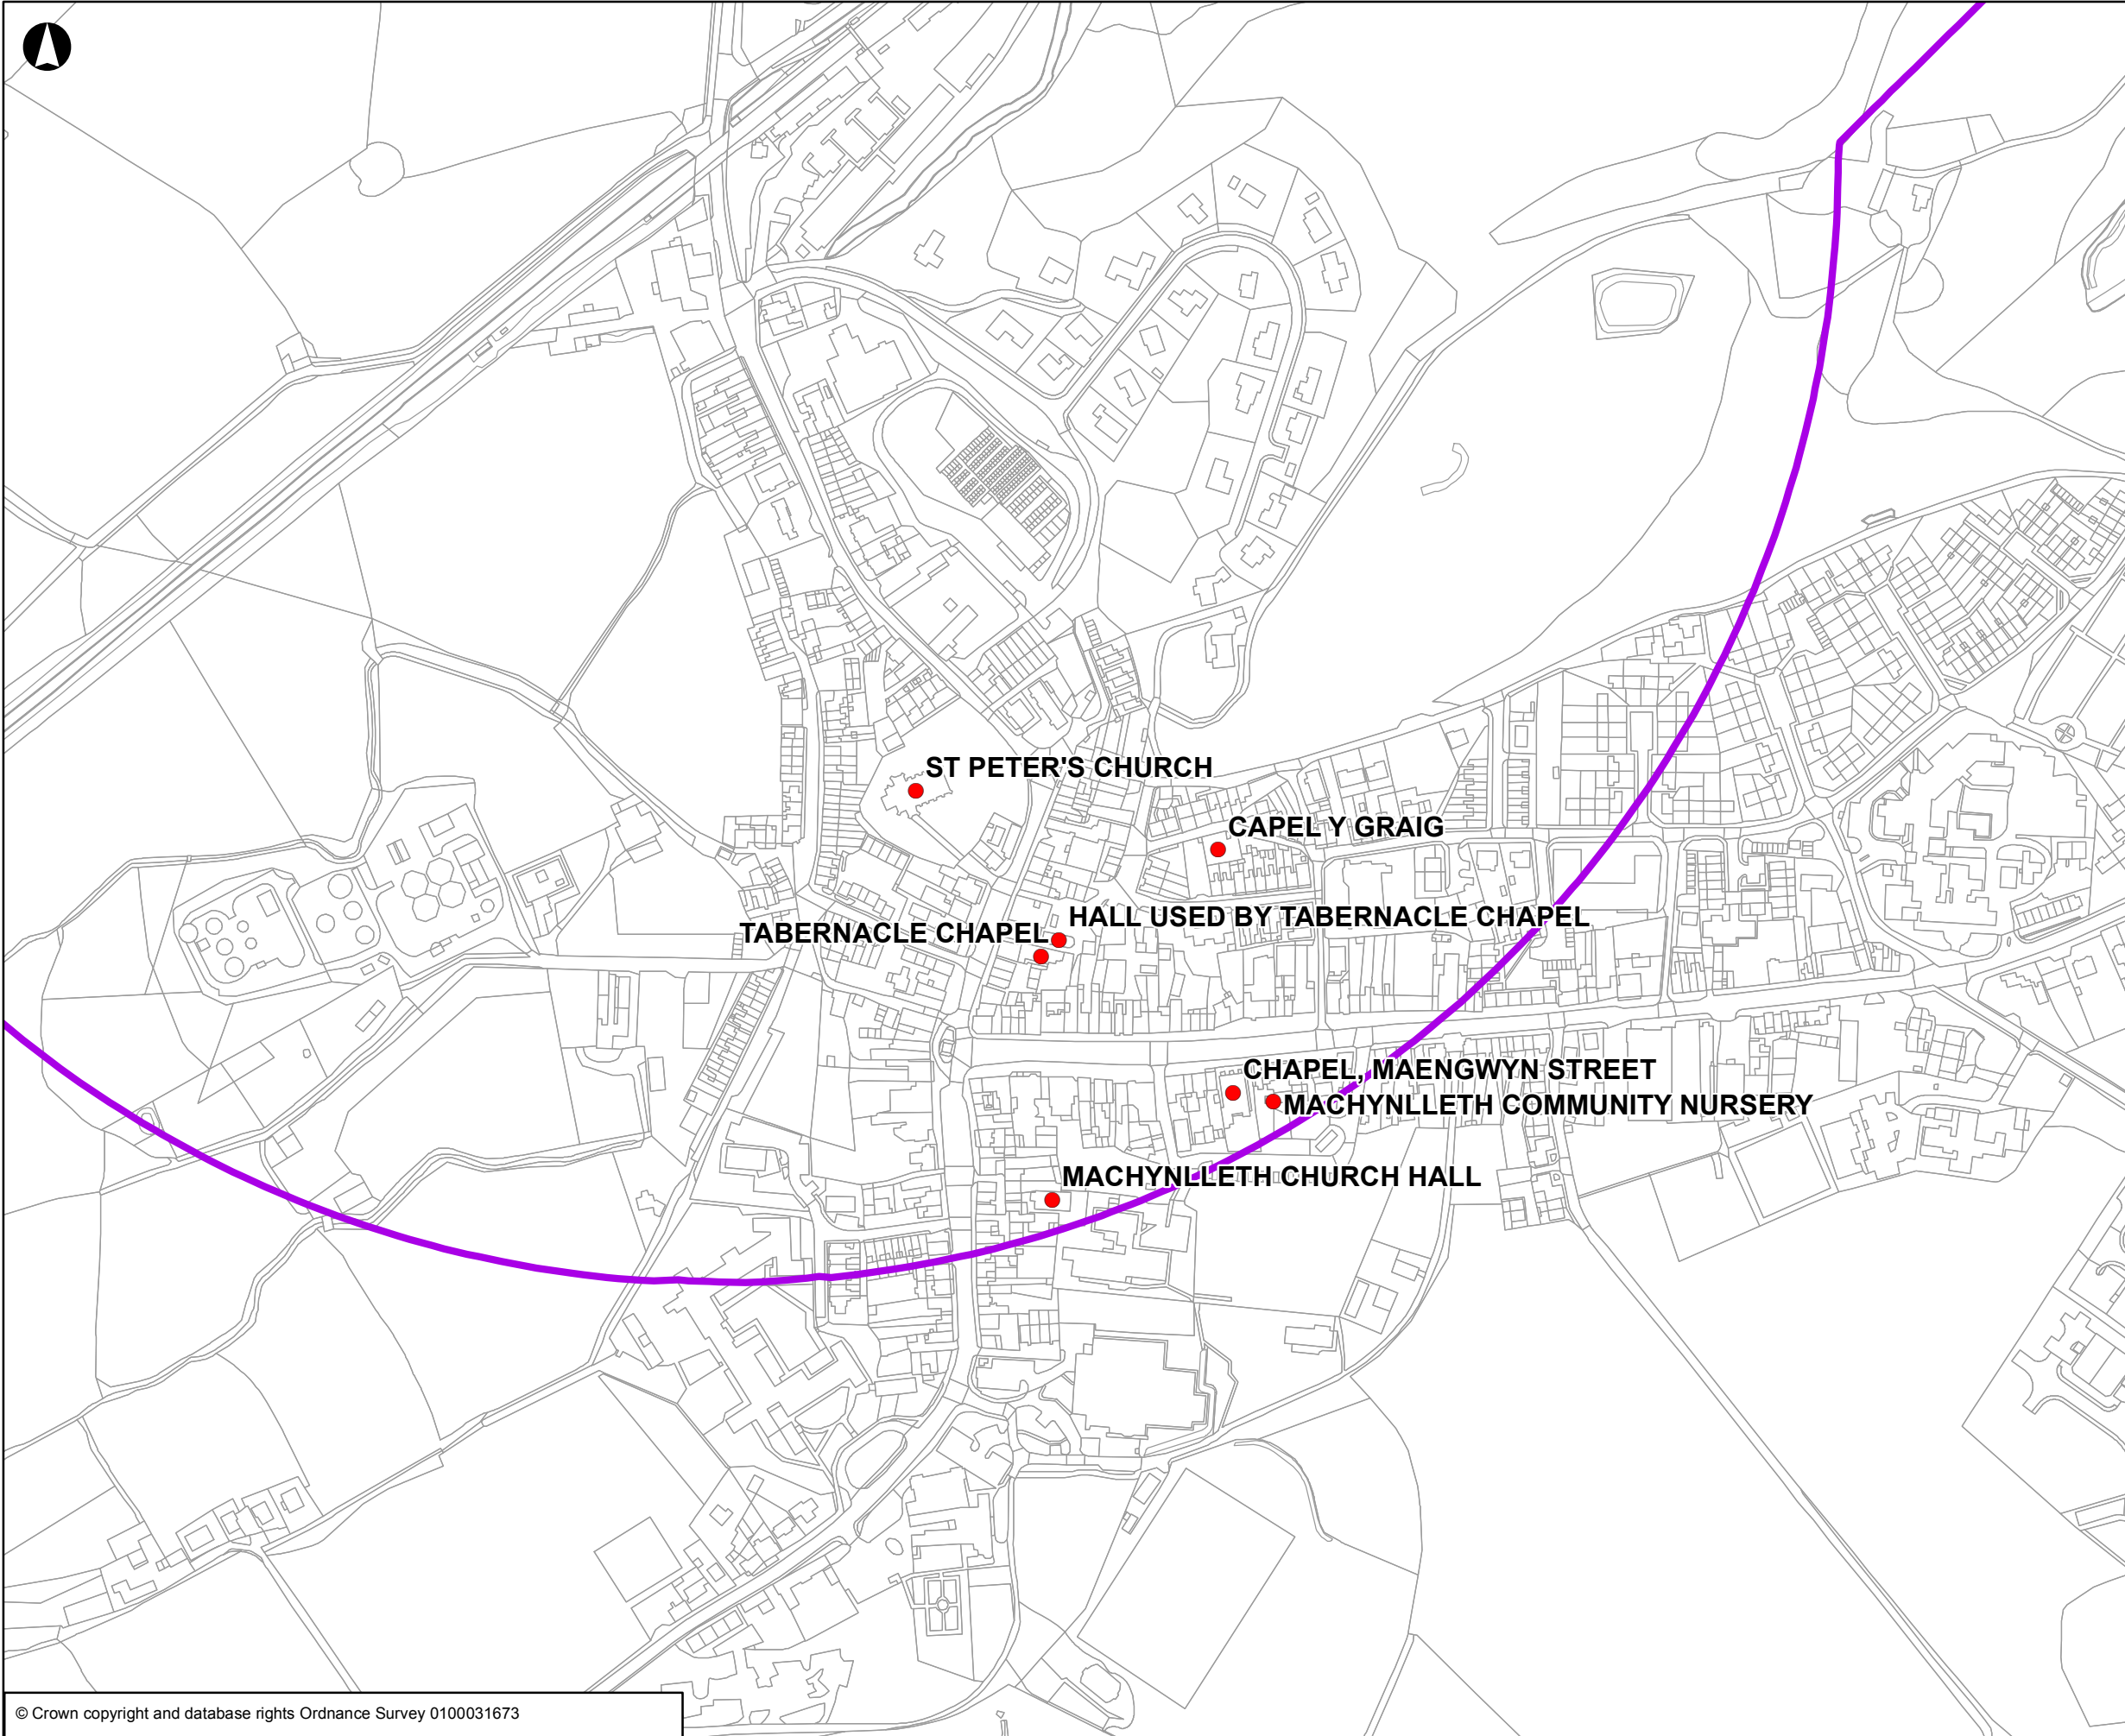 ST PETER'S CHURCH
CAPEL Y GRAIG
HALL USED BY TABERNACLE CHAPEL
TABERNACLE CHAPEL
CHAPEL, MAENGWYN STREET
MACHYNLLETH COMMUNITY NURSERY
MACHYNLLETH CHURCH HALL
© Crown copyright and database rights Ordnance Survey 0100031673